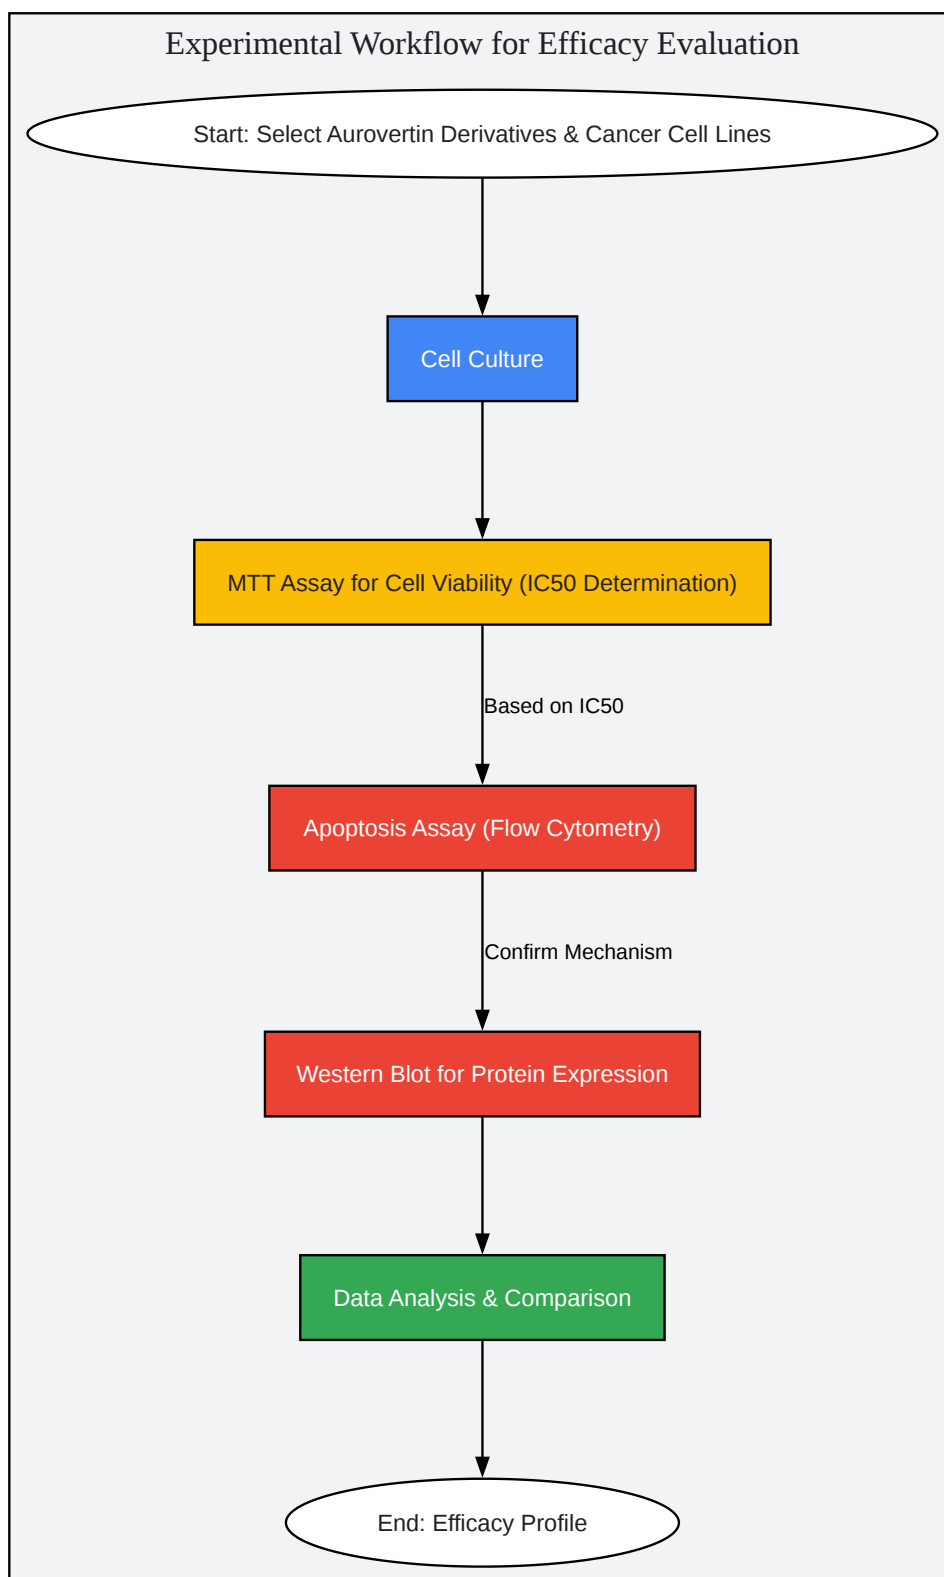 Experimental Workflow for Efficacy Evaluation
Start: Select Aurovertin Derivatives & Cancer Cell Lines
Cell Culture
MTT Assay for Cell Viability (IC50 Determination)
Based on IC50
Apoptosis Assay (Flow Cytometry)
Confirm Mechanism
Western Blot for Protein Expression
Data Analysis & Comparison
End: Efficacy Profile